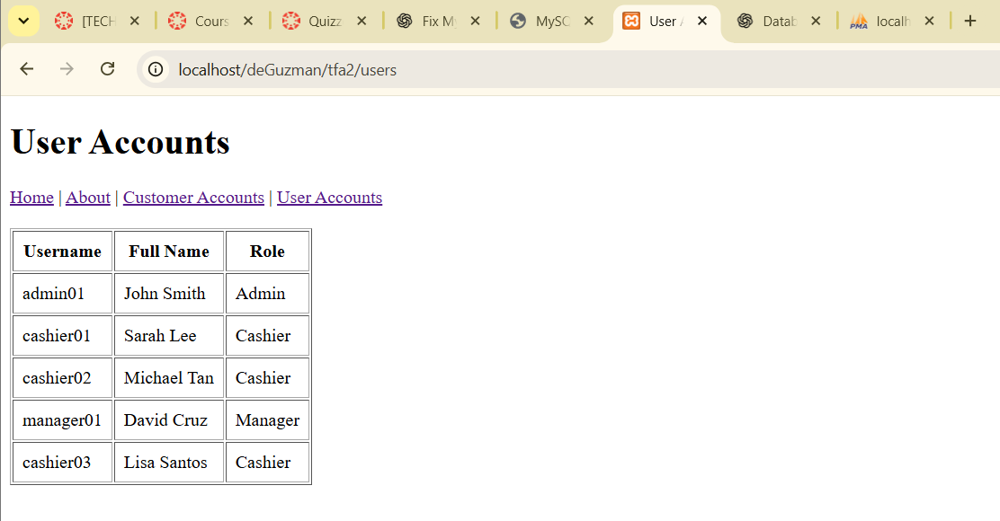 [TECH
Cours
Quizz
Fix My
MySC
User A
Datab
localh
localhost/deGuzman/tfa2/users
User Accounts
Home | About | Customer Accounts | User Accounts
Username Full Name Role
admin01 John Smith Admin
cashier01 Sarah Lee Cashier
cashier02 Michael Tan Cashier
manager01 David Cruz Manager
cashier03 Lisa Santos Cashier